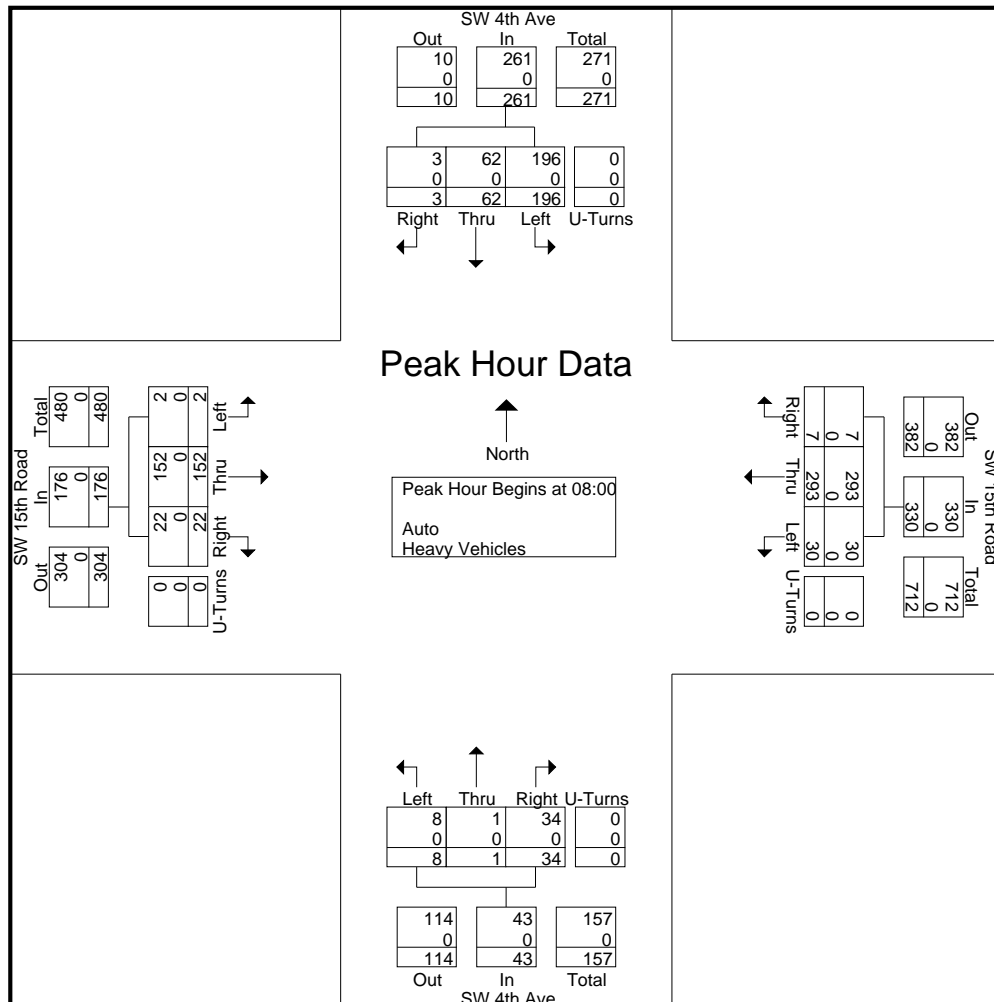 SW 4th Ave
Out In Total
10 261 271
0 0 0
10 261 271
3 62 196 0
0 0 0 0
3 62 196 0
Right Thru Left U-Turns
Peak Hour Data
North
Peak Hour Begins at 08:00
Auto
Heavy Vehicles
SW 15th Road
Out In Total
304 176 480
0 0 0
304 176 480
Left Thru Right U-Turns
2 152 22 0
0 0 0 0
2 152 22 0
SW 15th Road
Out In Total
382 330 712
0 0 0
382 330 712
Right Thru Left U-Turns
7 293 30 0
0 0 0 0
7 293 30 0
Left Thru Right U-Turns
8 1 34 0
0 0 0 0
8 1 34 0
114 43 157
0 0 0
114 43 157
Out In Total
SW 4th Ave